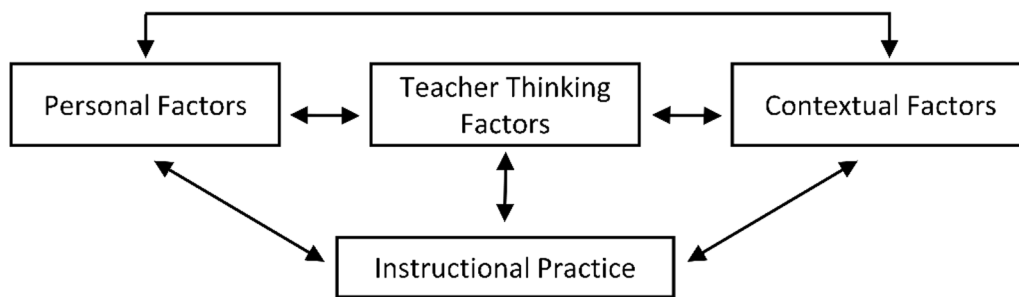 Personal Factors
Teacher Thinking
Factors
Contextual Factors
Instructional Practice